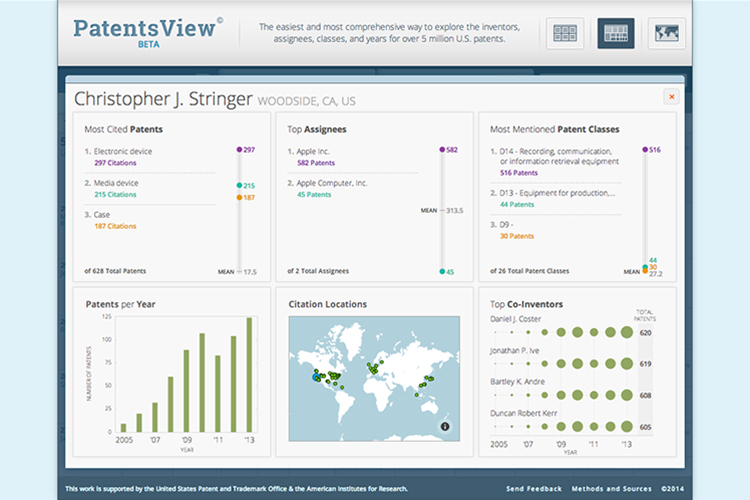 PatentsView©
BETA
The easiest and most comprehensive way to explore the inventors,
assignees, classes, and years for over 5 million U.S. patents.
Christopher J. Stringer WOODSIDE, CA, US
×
Most Cited Patents
1. Electronic device
297 Citations
2. Media device
215 Citations
3. Case
187 Citations
297
215
187
of 628 Total Patents
MEAN 17.5
Top Assignees
1. Apple Inc.
582 Patents
2. Apple Computer, Inc.
45 Patents
582
MEAN 313.5
45
of 2 Total Assignees
Most Mentioned Patent Classes
1. D14 - Recording, communication,
or information retrieval equipment
516 Patents
2. D13 - Equipment for production,...
44 Patents
3. D9 -
30 Patents
516
44
30
MEAN 27.2
of 26 Total Patent Classes
Patents per Year
NUMBER OF PATENTS
125
100
75
50
25
0
2005 '07 '09 '11 '13
YEAR
Citation Locations
i
Top Co-Inventors
TOTAL
PATENTS
Daniel J. Coster
620
Jonathan P. Ive
619
Bartley K. Andre
608
Duncan Robert Kerr
605
2005 '07 '09 '11 '13
YEAR
This work is supported by the United States Patent and Trademark Office & the American Institutes for Research.
Send Feedback Methods and Sources ©2014